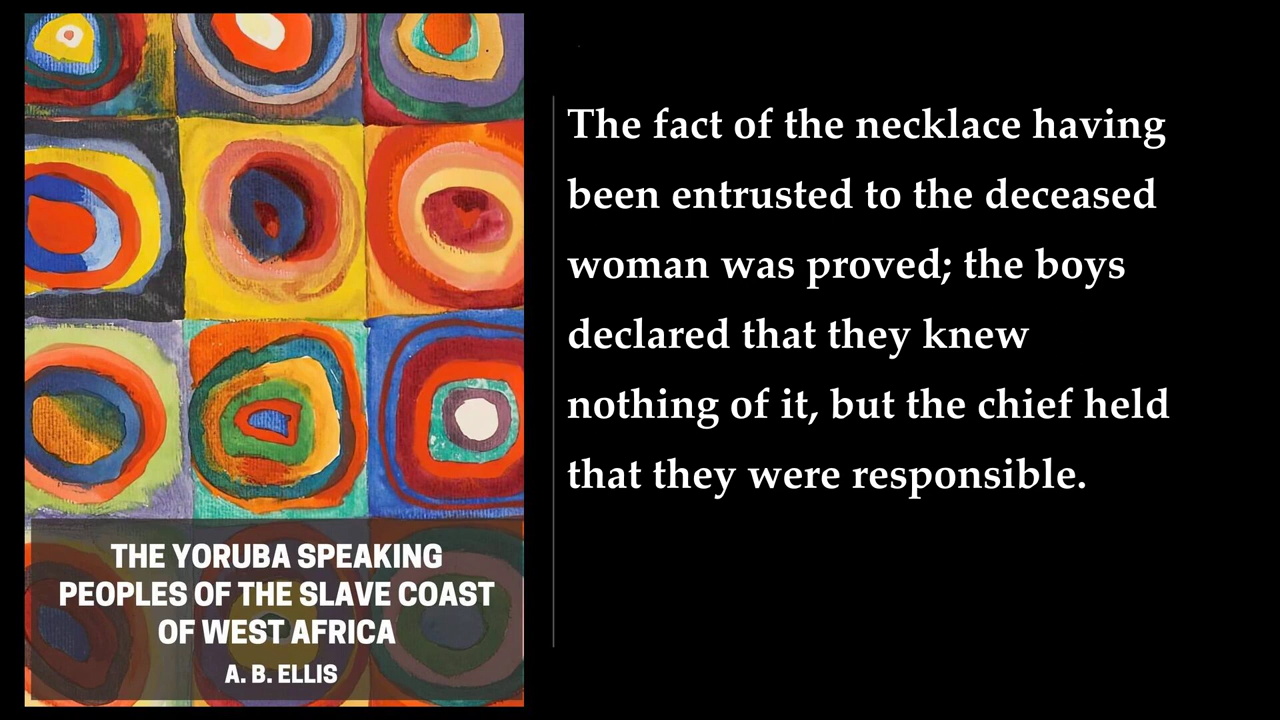 The fact of the necklace having
been entrusted to the deceased
woman was proved; the boys
declared that they knew
nothing of it, but the chief held
that they were responsible.
THE YORUBA SPEAKING
PEOPLES OF THE SLAVE COAST
OF WEST AFRICA
A. B. ELLIS